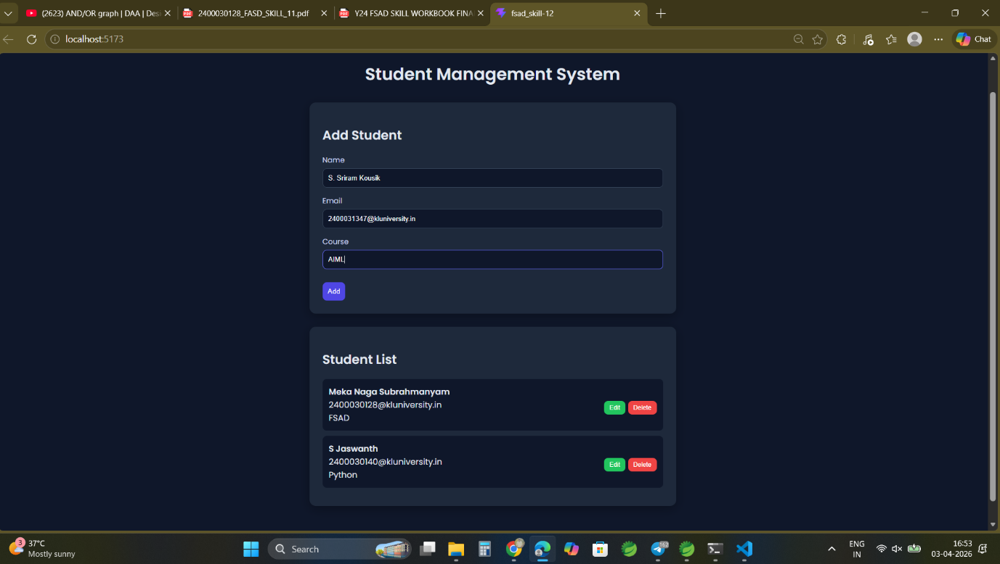 (2623) AND/OR graph | DAA | Desi
2400030128_FASD_SKILL_11.pdf
Y24 FSAD SKILL WORKBOOK FINA
fsad_skill-12
localhost:5173
Chat
Student Management System
Add Student
Name
S. Sriram Kousik
Email
2400031347@kluniversity.in
Course
AIML
Add
Student List
Meka Naga Subrahmanyam
2400030128@kluniversity.in
FSAD
Edit Delete
S Jaswanth
2400030140@kluniversity.in
Python
Edit Delete
3
37°C
Mostly sunny
Search
162
ENG
IN
16:53
03-04-2026